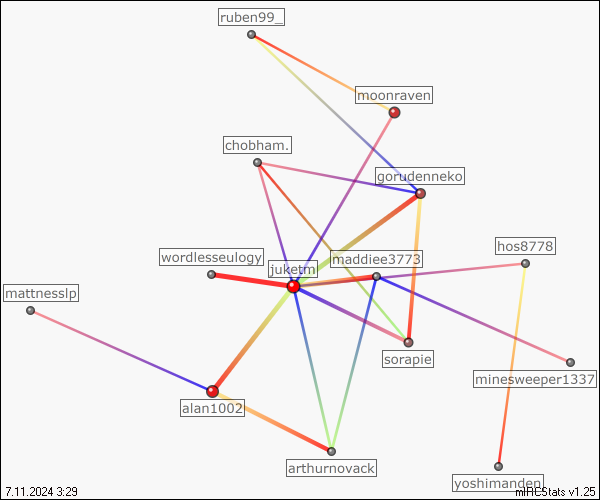 ruben99_
moonraven
chobham.
gorudenneko
hos8778
wordlesseulogy
maddiee3773
juketm
mattnesslp
sorapie
minesweeper1337
alan1002
arthurnovack
yoshimanden
7.11.2024 3:29
mIRCStats v1.25